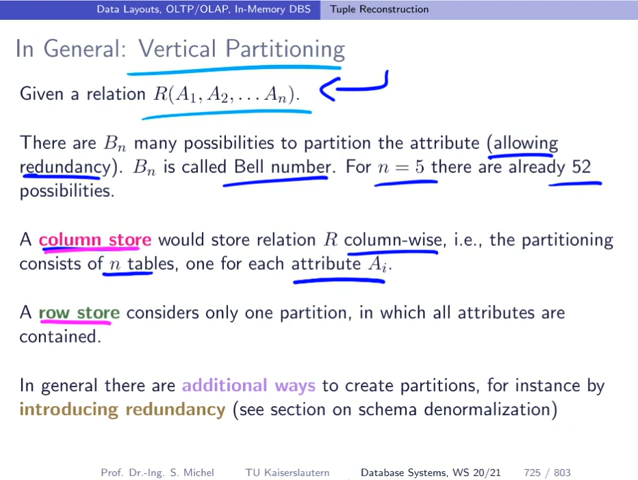 Data Layouts, OLTP/OLAP, In-Memory DBS Tuple Reconstruction
In General: Vertical Partitioning
Given a relation R(A₁, A₂, . . . Aₙ).
There are Bₙ many possibilities to partition the attribute (allowing
redundancy). Bₙ is called Bell number. For n = 5 there are already 52
possibilities.
A column store would store relation R column-wise, i.e., the partitioning
consists of n tables, one for each attribute Aᵢ.
A row store considers only one partition, in which all attributes are
contained.
In general there are additional ways to create partitions, for instance by
introducing redundancy (see section on schema denormalization)
Prof. Dr.-Ing. S. Michel TU Kaiserslautern Database Systems, WS 20/21 725 / 803